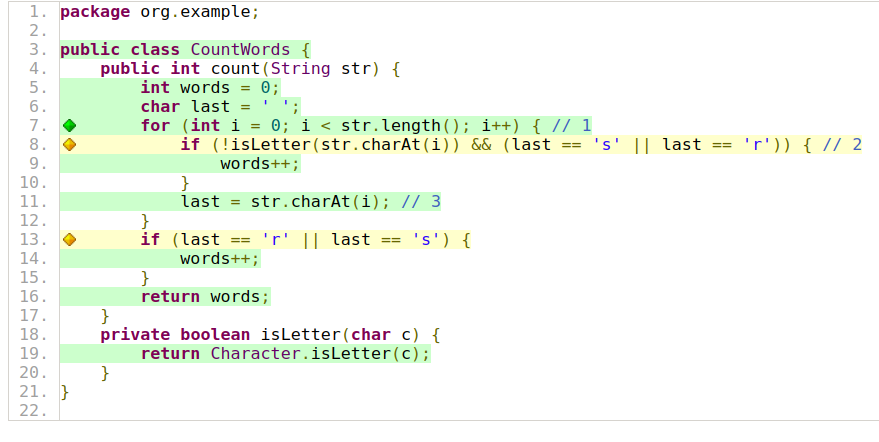 1. package org.example;
2.
3. public class CountWords {
4.     public int count(String str) {
5.         int words = 0;
6.         char last = ' ';
7.         for (int i = 0; i < str.length(); i++) { // 1
8.             if (!isLetter(str.charAt(i)) && (last == 's' || last == 'r')) { // 2
9.                 words++;
10.             }
11.             last = str.charAt(i); // 3
12.         }
13.         if (last == 'r' || last == 's') {
14.             words++;
15.         }
16.         return words;
17.     }
18.     private boolean isLetter(char c) {
19.         return Character.isLetter(c);
20.     }
21. }
22.